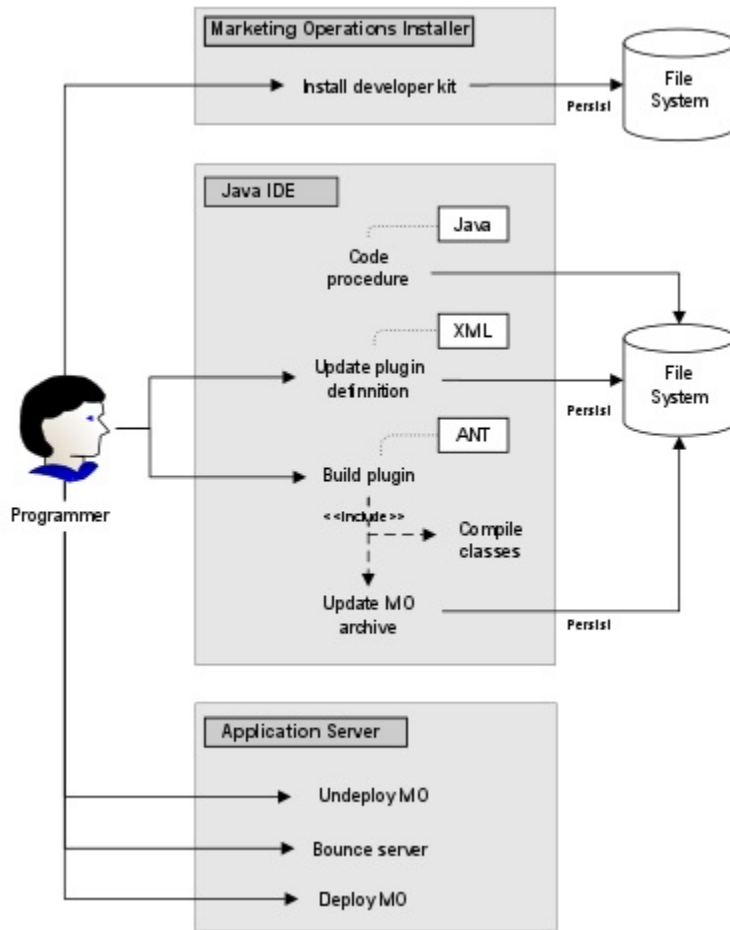 Marketing Operations Installer
Install developer kit
Persist
File
System
Java IDE
Java
Code
procedure
XML
Update plugin
definnition
Persist
File
System
ANT
Build plugin
<<Include>>
Compile
classes
Update MO
archive
Persist
Programmer
Application Server
Undeploy MO
Bounce server
Deploy MO